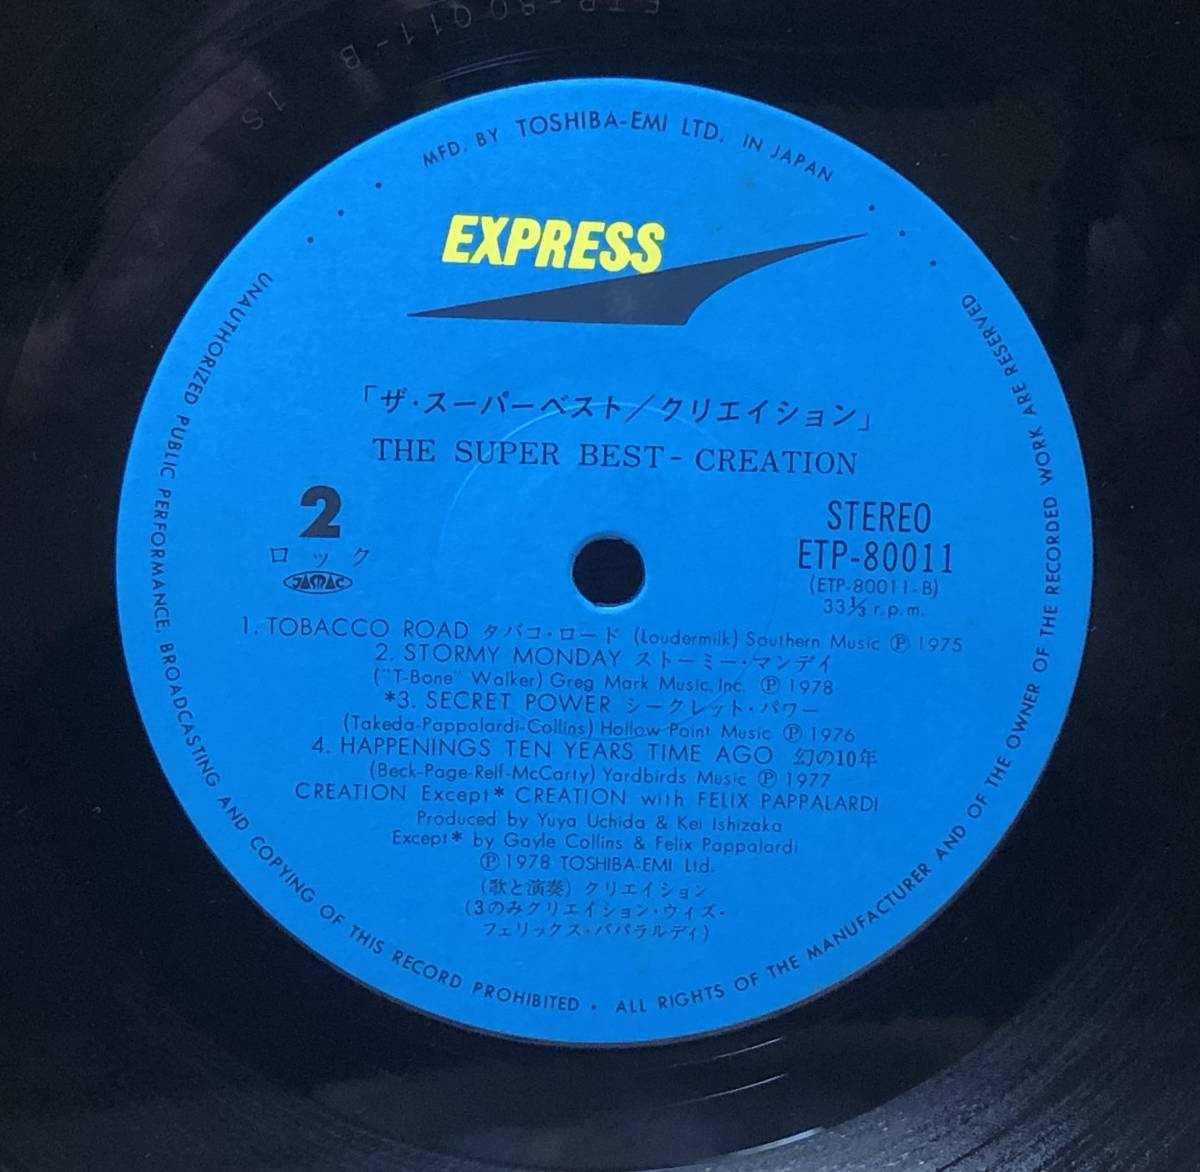 ETP-80011-B 1S
MFD. BY TOSHIBA-EMI LTD. IN JAPAN
EXPRESS
「ザ・スーパーベスト/クリエイション」
THE SUPER BEST - CREATION
2
ロック
JASRAC
STEREO
ETP-80011
(ETP-80011-B)
33⅓ r.p.m.
1. TOBACCO ROAD タバコ・ロード (Loudermilk) Southern Music Ⓟ 1975
2. STORMY MONDAY ストーミー・マンディ
("T-Bone" Walker) Greg Mark Music, Inc. Ⓟ 1978
*3. SECRET POWER シークレット・パワー
(Takeda-Pappalardi-Collins) Hollow Point Music Ⓟ 1976
4. HAPPENINGS TEN YEARS TIME AGO 幻の10年
(Beck-Page-Relf-McCarty) Yardbirds Music Ⓟ 1977
CREATION Except* CREATION with FELIX PAPPALARDI
Produced by Yuya Uchida & Kei Ishizaka
Except* by Gayle Collins & Felix Pappalardi
Ⓟ 1978 TOSHIBA-EMI Ltd.
(歌と演奏) クリエイション
(3のみクリエイション・ウィズ・
フェリックス・パパラルディ)
UNAUTHORIZED PUBLIC PERFORMANCE, BROADCASTING AND COPYING OF THIS RECORD PROHIBITED • ALL RIGHTS OF THE MANUFACTURER AND OF THE OWNER OF THE RECORDED WORK ARE RESERVED